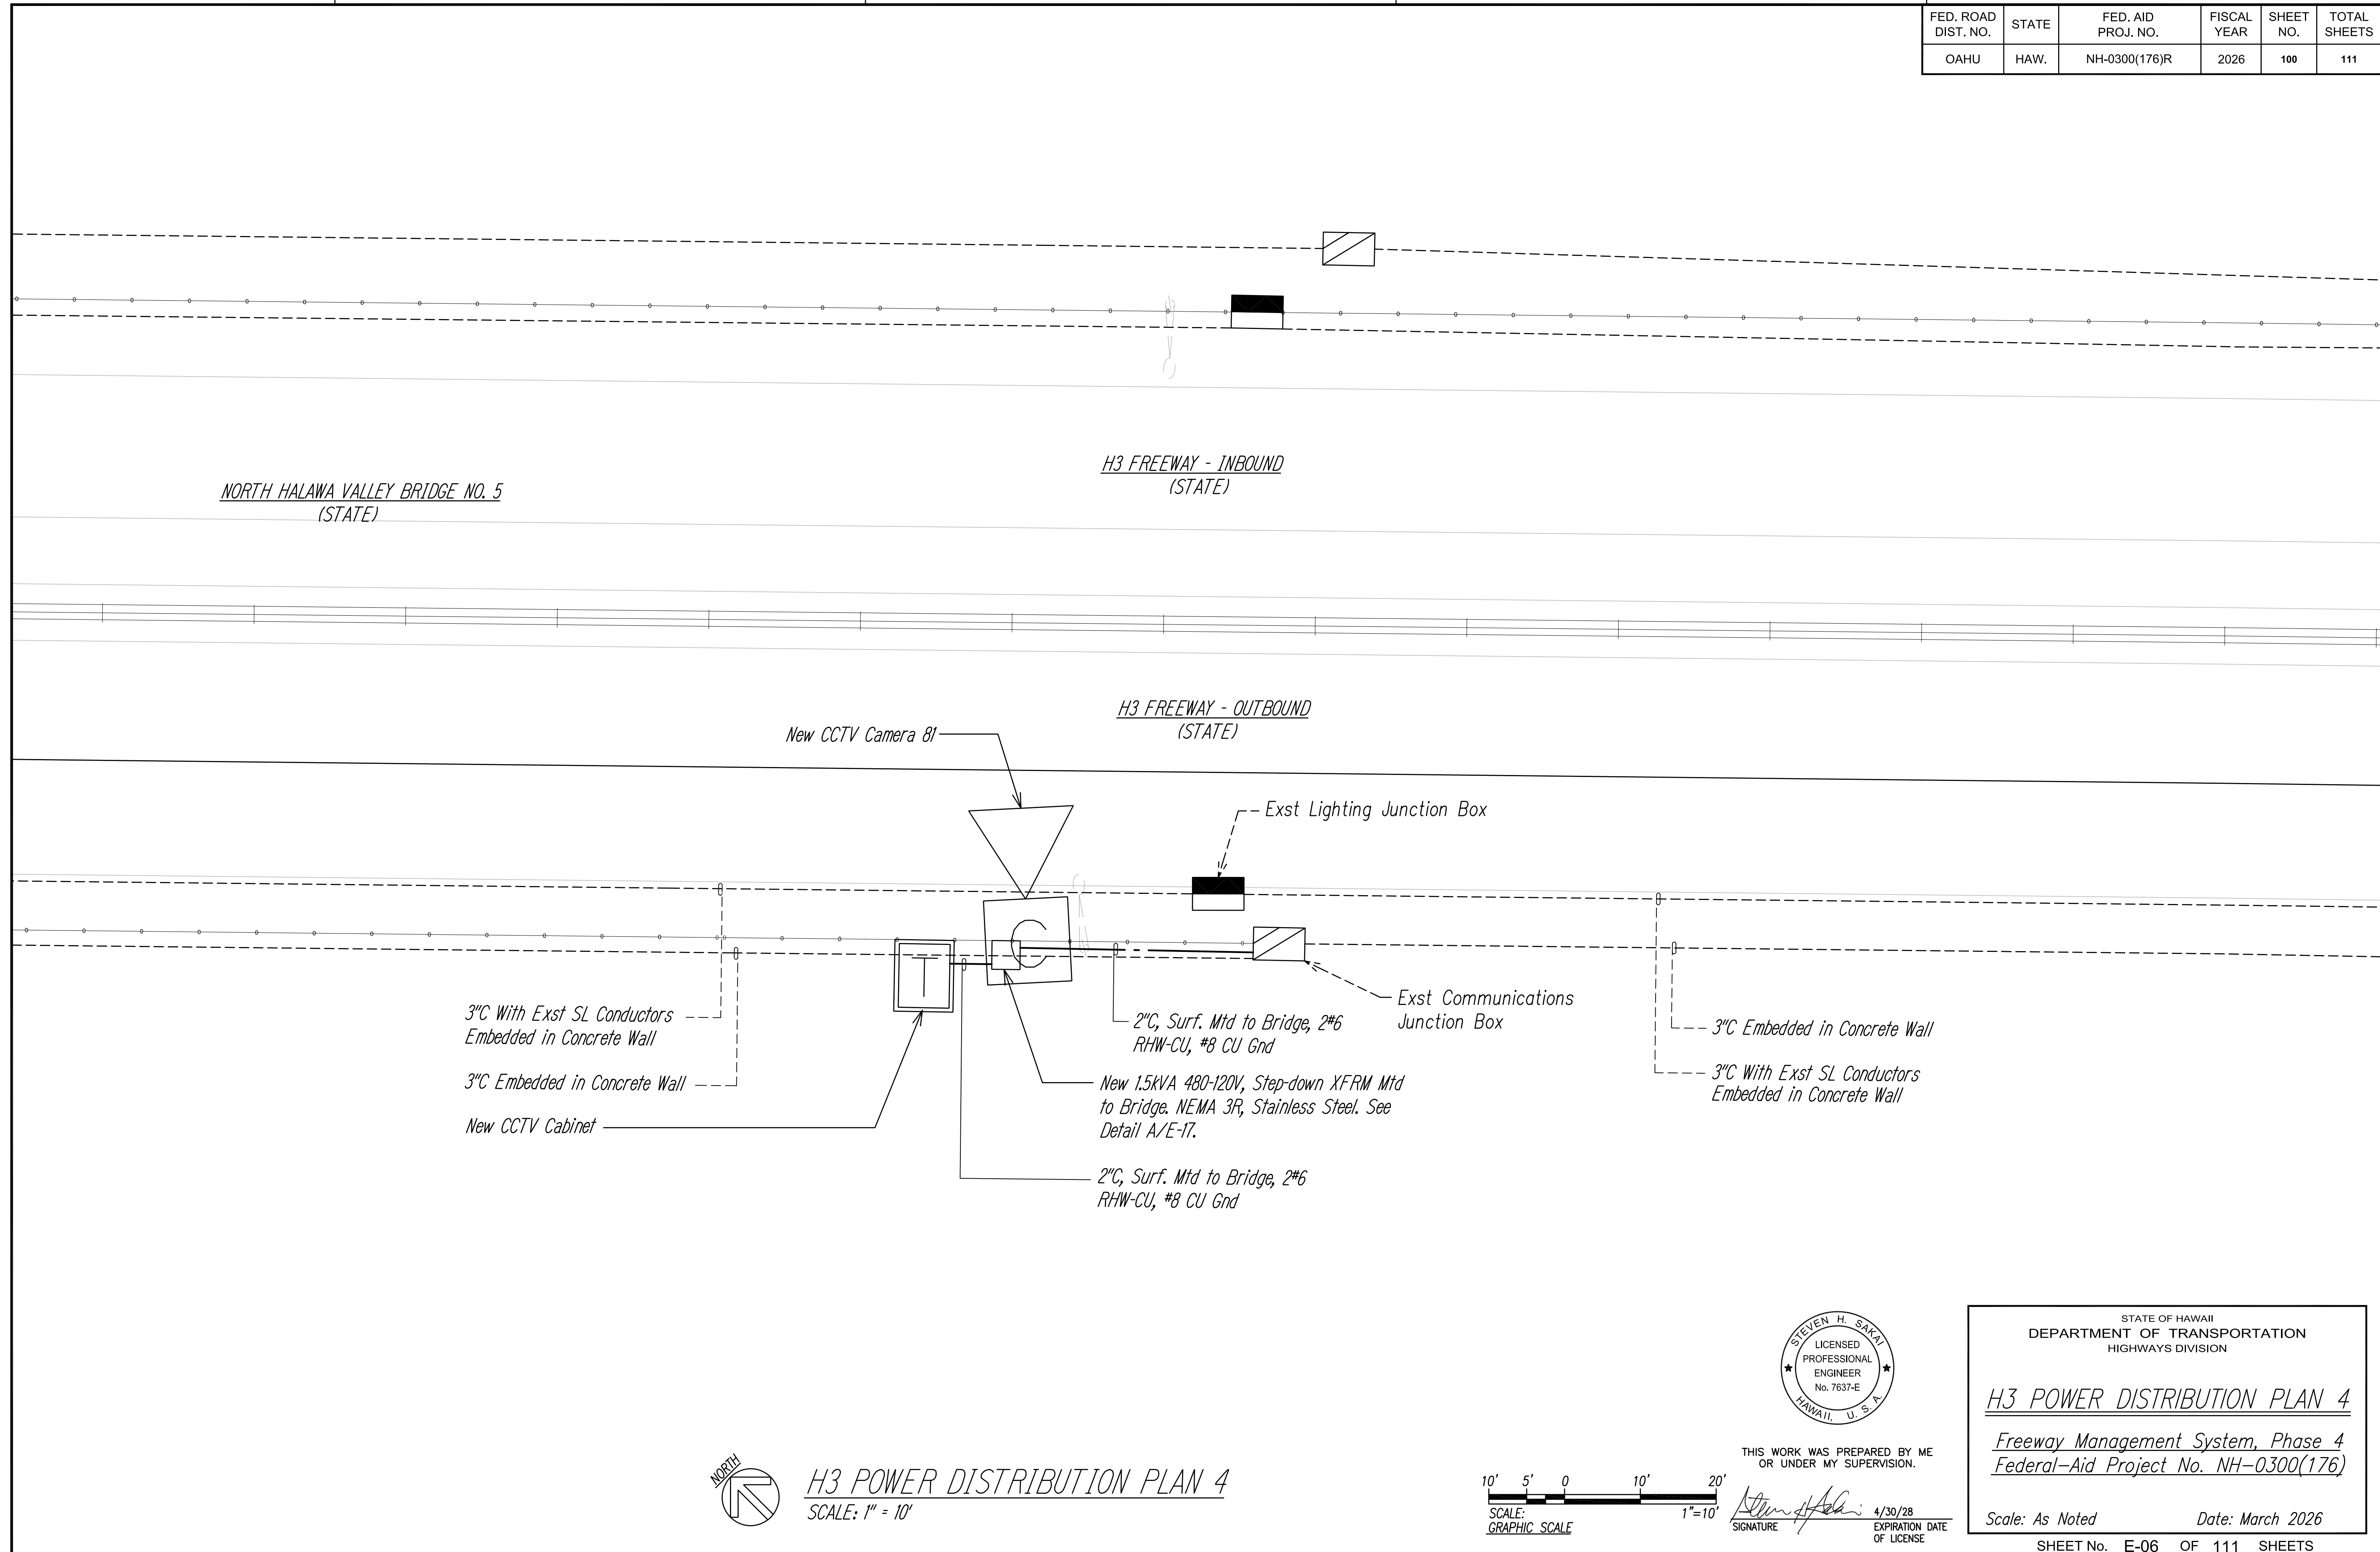 FED. ROAD DIST. NO. STATE FED. AID PROJ. NO. FISCAL YEAR SHEET NO. TOTAL SHEETS
OAHU HAW. NH-0300(176)R 2026 100 111
H3 FREEWAY - INBOUND
(STATE)
NORTH HALAWA VALLEY BRIDGE NO. 5
(STATE)
H3 FREEWAY - OUTBOUND
(STATE)
New CCTV Camera 81
Exst Lighting Junction Box
C
T
3"C With Exst SL Conductors
Embedded in Concrete Wall
3"C Embedded in Concrete Wall
New CCTV Cabinet
Exst Communications
Junction Box
2"C, Surf. Mtd to Bridge, 2#6
RHW-CU, #8 CU Gnd
New 1.5kVA 480-120V, Step-down XFRM Mtd
to Bridge. NEMA 3R, Stainless Steel. See
Detail A/E-17.
2"C, Surf. Mtd to Bridge, 2#6
RHW-CU, #8 CU Gnd
3"C Embedded in Concrete Wall
3"C With Exst SL Conductors
Embedded in Concrete Wall
NORTH
H3 POWER DISTRIBUTION PLAN 4
SCALE: 1" = 10'
10' 5' 0 10' 20'
SCALE: 1"=10'
GRAPHIC SCALE
STEVEN H. SAKAI
LICENSED
PROFESSIONAL
ENGINEER
No. 7637-E
HAWAII, U. S. A.
THIS WORK WAS PREPARED BY ME
OR UNDER MY SUPERVISION.
4/30/28
SIGNATURE EXPIRATION DATE
OF LICENSE
STATE OF HAWAII
DEPARTMENT OF TRANSPORTATION
HIGHWAYS DIVISION
H3 POWER DISTRIBUTION PLAN 4
Freeway Management System, Phase 4
Federal-Aid Project No. NH-0300(176)
Scale: As Noted Date: March 2026
SHEET No. E-06 OF 111 SHEETS